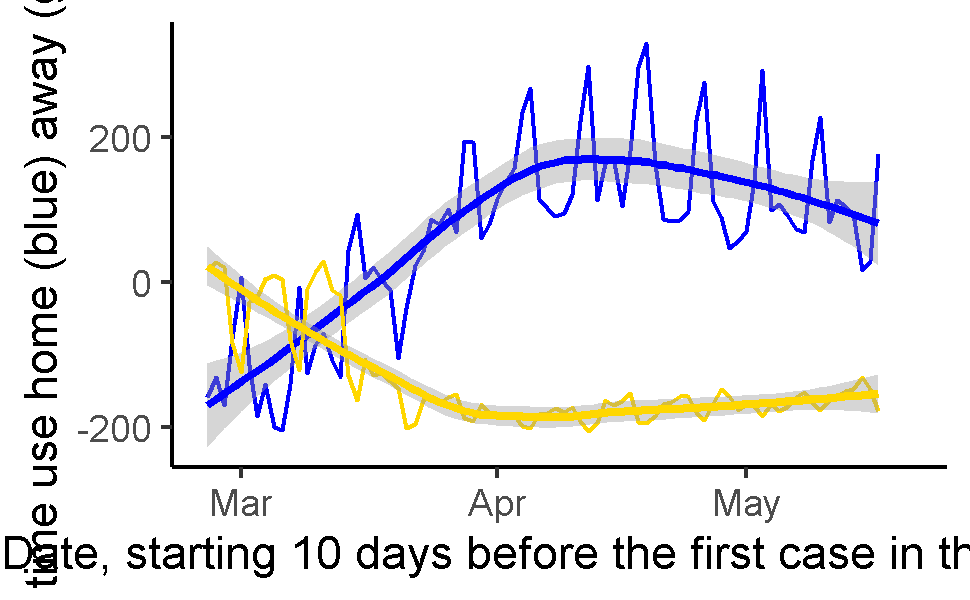 time use home (blue) away (
200
0
-200
Mar Apr May
Date, starting 10 days before the first case in th